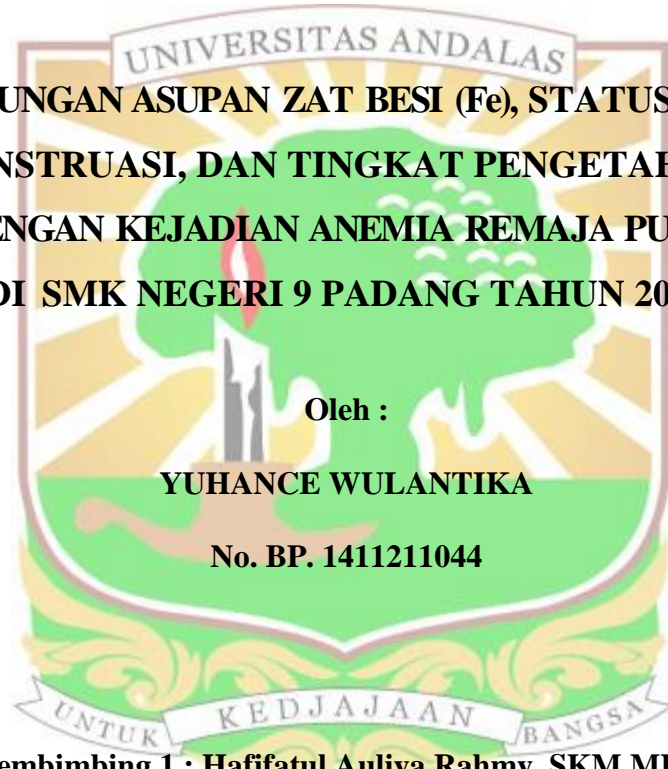 UNIVERSITAS ANDALAS
UNGAN ASUPAN ZAT BESI (Fe), STATUS
NSTRUASI, DAN TINGKAT PENGETAH
ENGAN KEJADIAN ANEMIA REMAJA PU
DI SMK NEGERI 9 PADANG TAHUN 20
Oleh :
YUHANCE WULANTIKA
No. BP. 1411211044
UNTUK KEDJAJAAN BANGSA
embimbing 1 : Hafifatul Auliya Rahmy, SKM